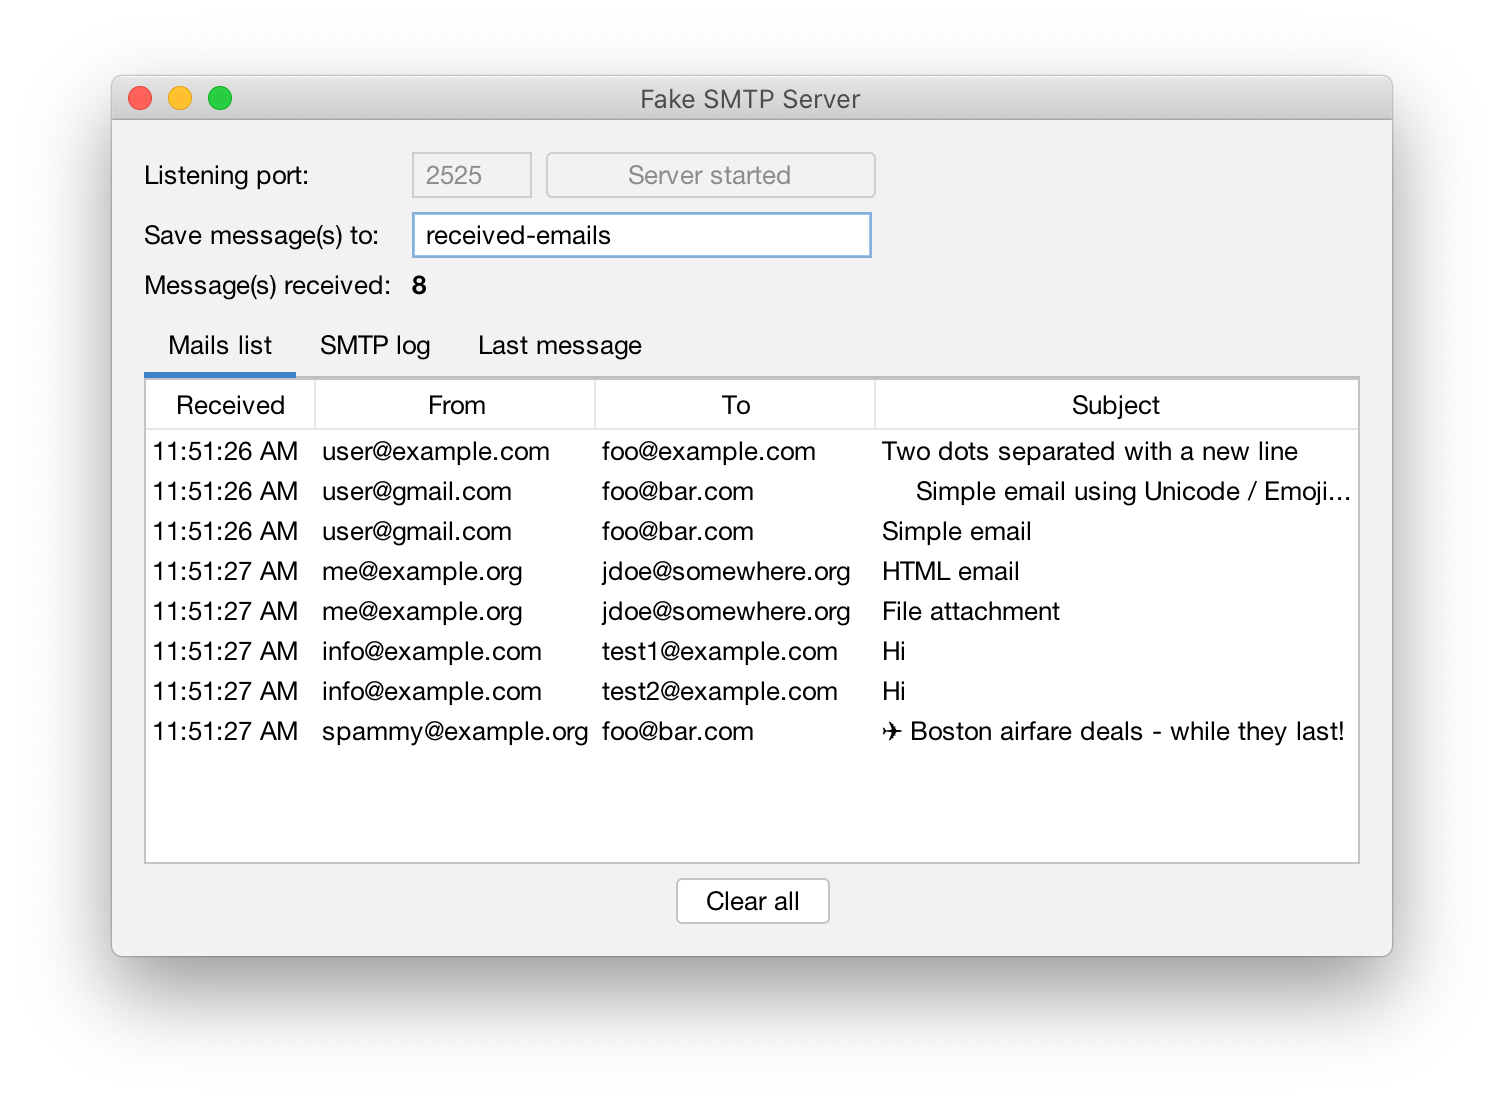 Fake SMTP Server
Listening port: 2525 Server started
Save message(s) to: received-emails
Message(s) received: 8
Mails list SMTP log Last message
Received From To Subject
11:51:26 AM user@example.com foo@example.com Two dots separated with a new line
11:51:26 AM user@gmail.com foo@bar.com Simple email using Unicode / Emoji...
11:51:26 AM user@gmail.com foo@bar.com Simple email
11:51:27 AM me@example.org jdoe@somewhere.org HTML email
11:51:27 AM me@example.org jdoe@somewhere.org File attachment
11:51:27 AM info@example.com test1@example.com Hi
11:51:27 AM info@example.com test2@example.com Hi
11:51:27 AM spammy@example.org foo@bar.com ✈ Boston airfare deals - while they last!
Clear all